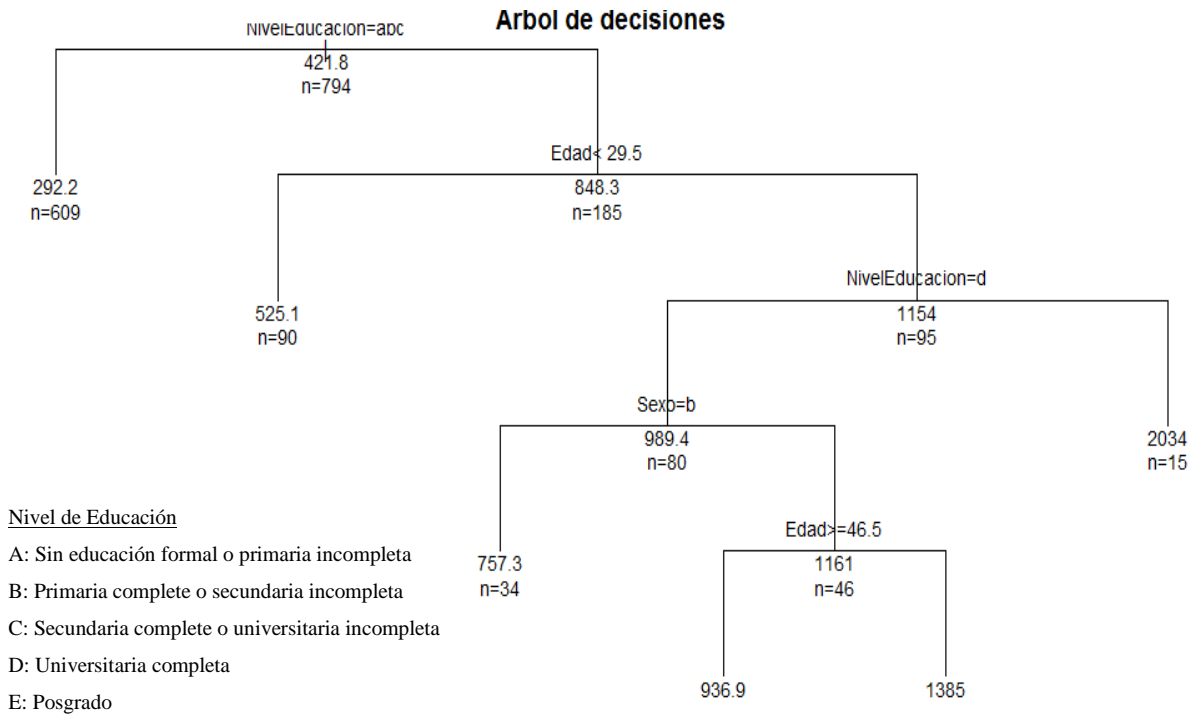 Arbol de decisiones
NivelEducacion=abc
421.8
n=794
Edad< 29.5
292.2
n=609
848.3
n=185
NivelEducacion=d
525.1
n=90
1154
n=95
Sexo=b
989.4
n=80
2034
n=15
Nivel de Educación
A: Sin educación formal o primaria incompleta
B: Primaria complete o secundaria incompleta
C: Secundaria complete o universitaria incompleta
D: Universitaria completa
E: Posgrado
Edad>=46.5
757.3
n=34
1161
n=46
936.9
1385